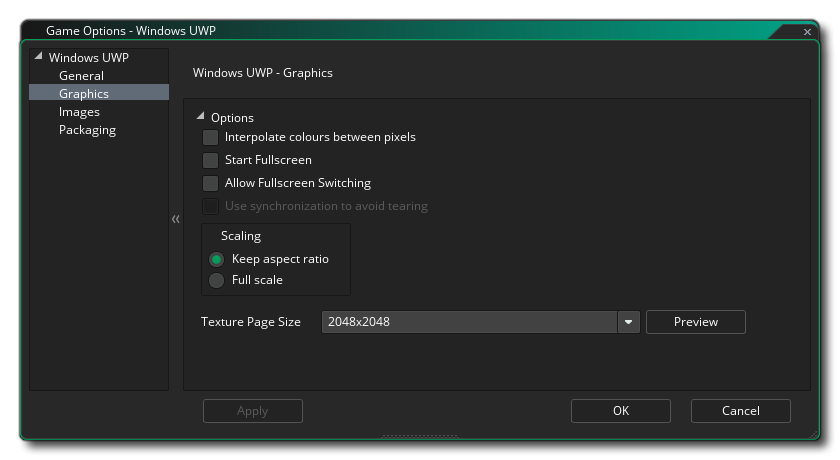 Game Options - Windows UWP
Windows UWP
General
Graphics
Images
Packaging
Windows UWP - Graphics
Options
Interpolate colours between pixels
Start Fullscreen
Allow Fullscreen Switching
Use synchronization to avoid tearing
Scaling
Keep aspect ratio
Full scale
Texture Page Size 2048x2048 Preview
Apply OK Cancel